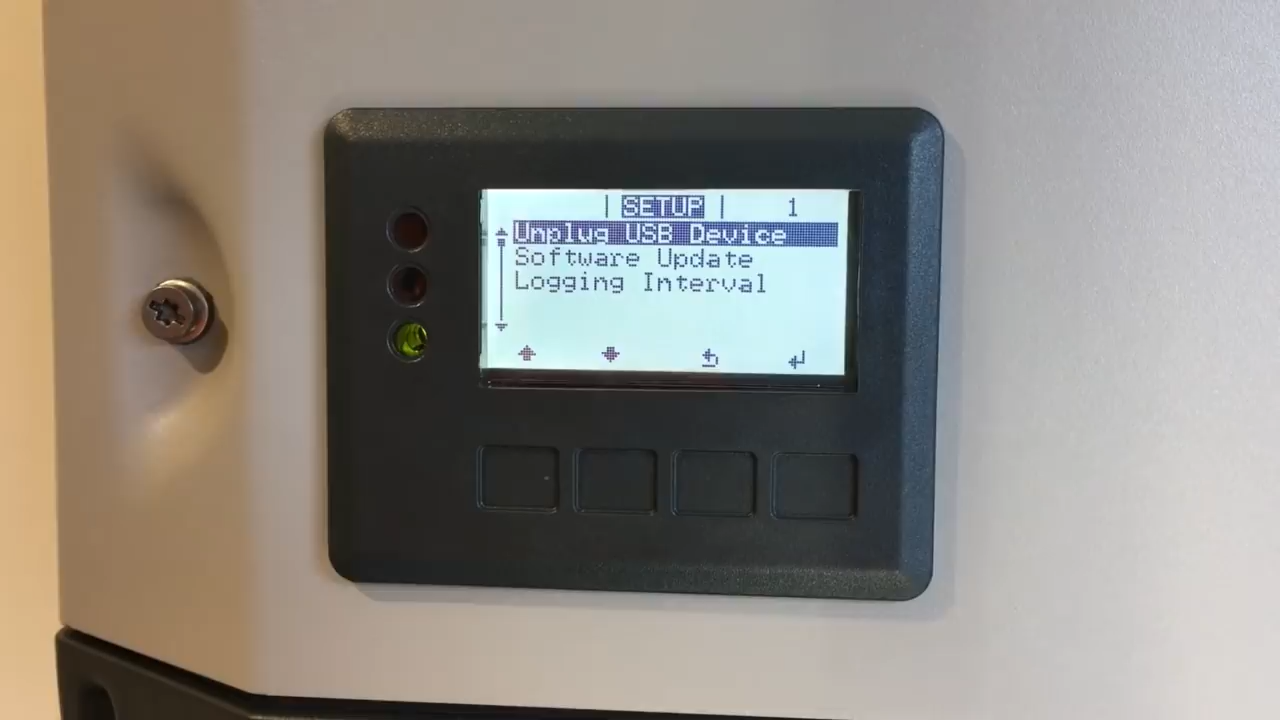 SETUP 1
Unplug USB Device
Software Update
Logging Interval